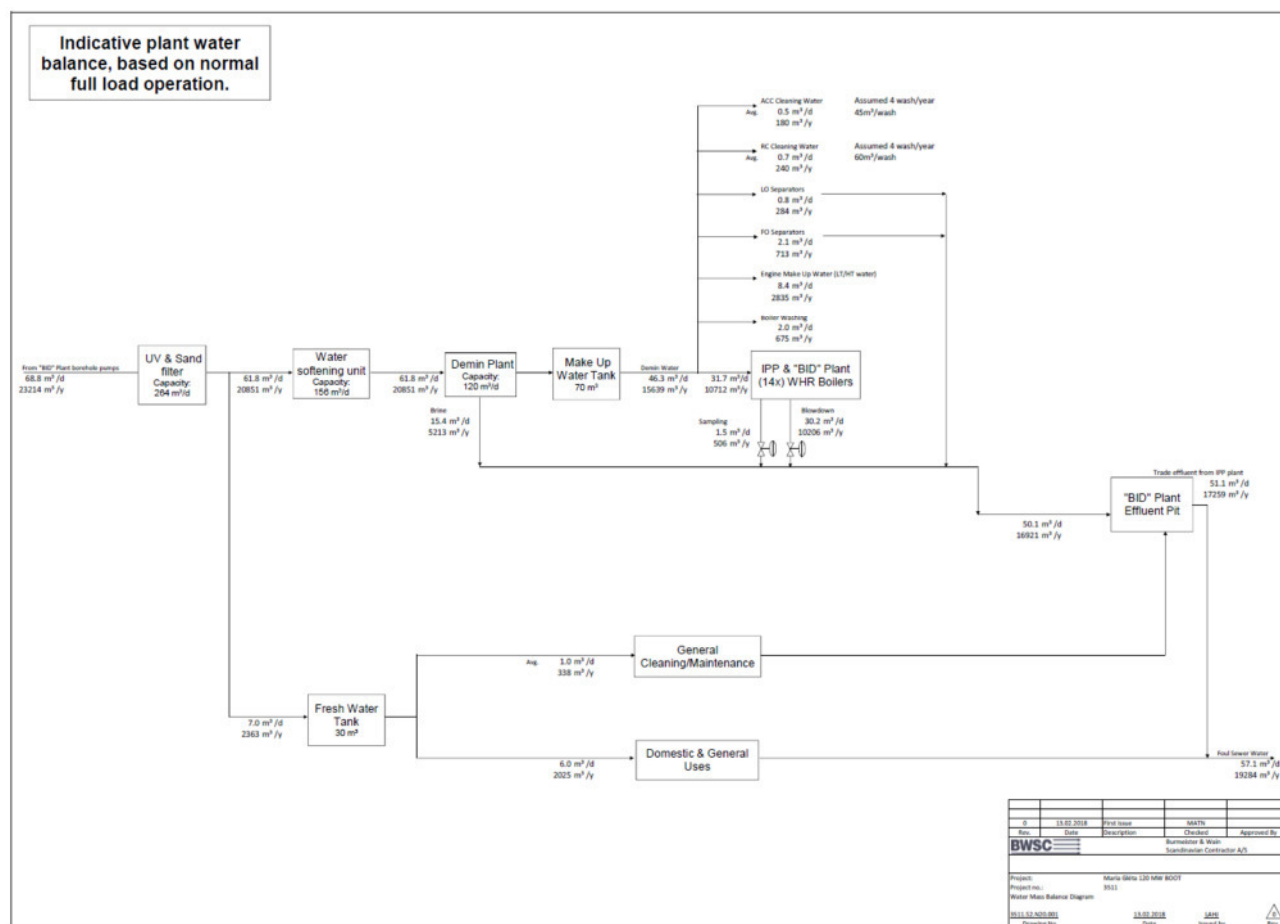 Indicative plant water
balance, based on normal
full load operation.
ACC Cleaning Water
Assumed 4 wash/year
Avg. 0.5 m³/d
45m³/wash
180 m³/y
RC Cleaning Water
Assumed 4 wash/year
Avg. 0.7 m³/d
60m³/wash
240 m³/y
LO Separators
0.8 m³/d
284 m³/y
FO Separators
2.1 m³/d
713 m³/y
Engine Make Up Water (LT/HT water)
8.4 m³/d
2835 m³/y
Boiler Washing
2.0 m³/d
675 m³/y
From "BID" Plant borehole pumps
68.8 m³/d
23214 m³/y
UV & Sand
filter
Capacity:
264 m³/d
61.8 m³/d
20851 m³/y
Water
softening unit
Capacity:
156 m³/d
61.8 m³/d
20851 m³/y
Demin Plant
Capacity:
120 m³/d
Make Up
Water Tank
70 m³
Demin Water
46.3 m³/d
15639 m³/y
31.7 m³/d
10712 m³/y
IPP & "BID" Plant
(14x) WHR Boilers
Brine
15.4 m³/d
5213 m³/y
Sampling
1.5 m³/d
506 m³/y
Blowdown
30.2 m³/d
10206 m³/y
Trade effluent from IPP plant
51.1 m³/d
17259 m³/y
"BID" Plant
Effluent Pit
50.1 m³/d
16921 m³/y
Avg. 1.0 m³/d
338 m³/y
General
Cleaning/Maintenance
7.0 m³/d
2363 m³/y
Fresh Water
Tank
30 m³
6.0 m³/d
2025 m³/y
Domestic & General
Uses
Foul Sewer Water
57.1 m³/d
19284 m³/y
0 13.02.2018 First Issue MATN
Rev. Date Description Checked Approved By
BWSC
Burmeister & Wain
Scandinavian Contractor A/S
Project: Maria Gleta 120 MW BOOT
Project no.: 3511
Water Mass Balance Diagram
3511.52.N20.001 13.02.2018 LAHI 0
Drawing No. Date Issued by Rev.